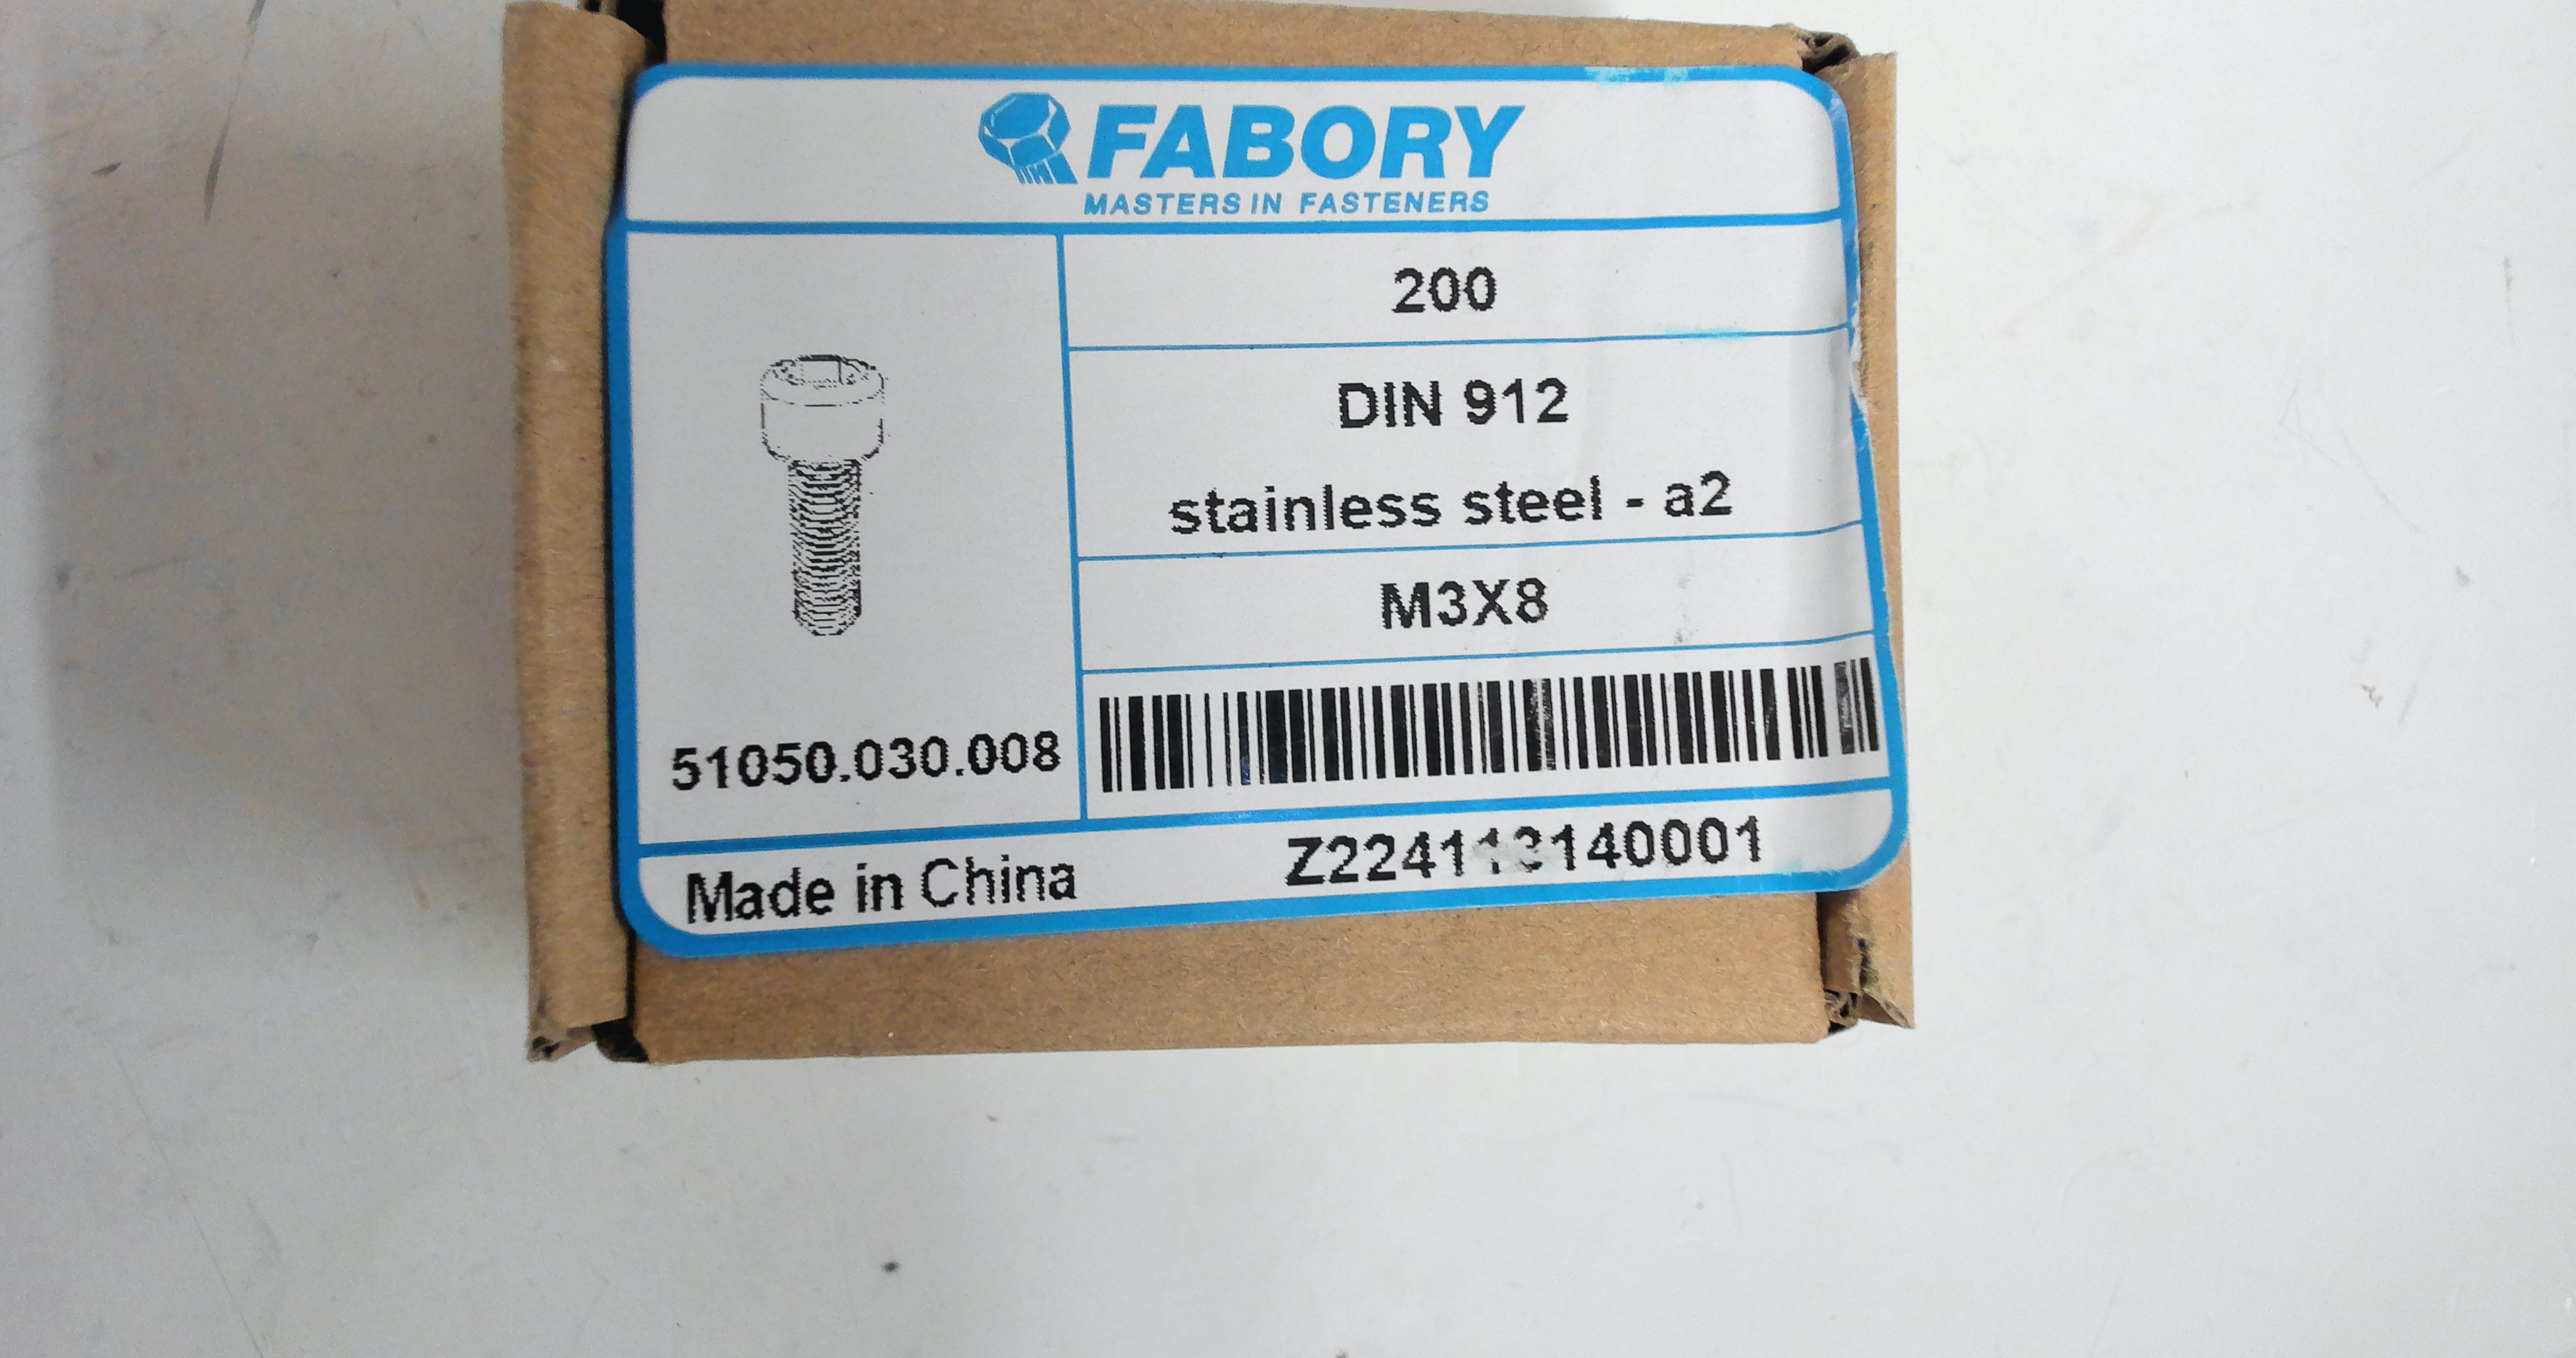 FABORY
MASTERS IN FASTENERS
200
DIN 912
stainless steel - a2
M3X8
51050.030.008
Made in China